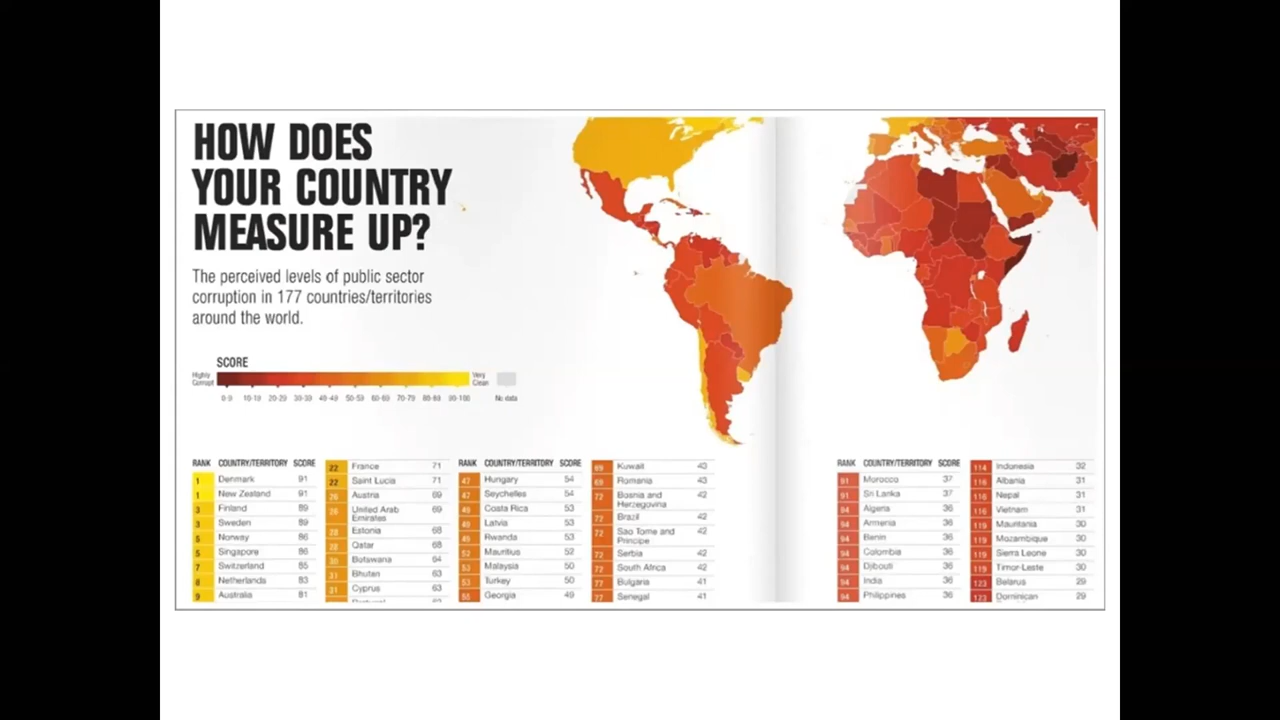 HOW DOES
YOUR COUNTRY
MEASURE UP?
The perceived levels of public sector
corruption in 177 countries/territories
around the world.
SCORE
Highly
Corrupt
Very
Clean
0-9 10-19 20-29 30-39 40-49 50-59 60-69 70-79 80-89 90-100
No data
RANK COUNTRY/TERRITORY SCORE
1 Denmark 91
1 New Zealand 91
3 Finland 89
3 Sweden 89
5 Norway 86
5 Singapore 86
7 Switzerland 85
8 Netherlands 83
9 Australia 81
22 France 71
22 Saint Lucia 71
26 Austria 69
26 United Arab
Emirates 69
28 Estonia 68
28 Qatar 68
30 Botswana 64
31 Bhutan 63
31 Cyprus 63
RANK COUNTRY/TERRITORY SCORE
47 Hungary 54
47 Seychelles 54
49 Costa Rica 53
49 Latvia 53
49 Rwanda 53
52 Mauritius 52
53 Malaysia 50
53 Turkey 50
55 Georgia 49
69 Kuwait 43
69 Romania 43
72 Bosnia and
Herzegovina 42
72 Brazil 42
72 Sao Tome and
Principe 42
72 Serbia 42
72 South Africa 42
77 Bulgaria 41
77 Senegal 41
RANK COUNTRY/TERRITORY SCORE
91 Morocco 37
91 Sri Lanka 37
94 Algeria 36
94 Armenia 36
94 Benin 36
94 Colombia 36
94 Djibouti 36
94 India 36
94 Philippines 36
114 Indonesia 32
116 Albania 31
116 Nepal 31
116 Vietnam 31
119 Mauritania 30
119 Mozambique 30
119 Sierra Leone 30
119 Timor-Leste 30
123 Belarus 29
123 Dominican 29